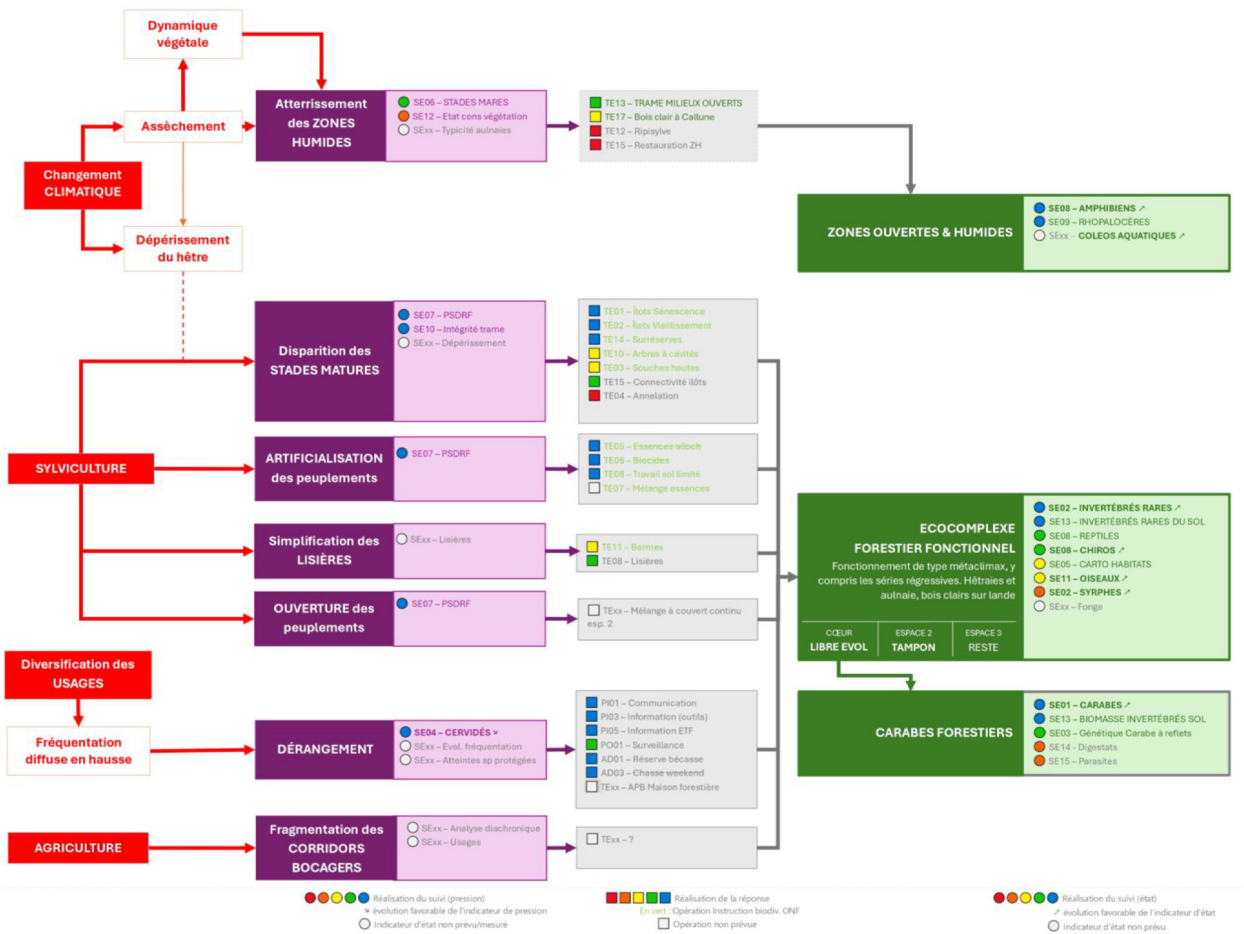 Dynamique
végétale
Assèchement
Changement
CLIMATIQUE
Dépérissement
du hêtre
Atterrissement
des ZONES
HUMIDES
SE06 – STADES MARES
SE12 – Etat cons végétation
SExx – Typicité aulnaies
TE13 – TRAME MILIEUX OUVERTS
TE17 – Bois clair à Callune
TE12 – Ripisylve
TE15 – Restauration ZH
ZONES OUVERTES & HUMIDES
SE08 – AMPHIBIENS ↗
SE09 – RHOPALOCÈRES
SExx - COLEOS AQUATIQUES ↗
SYLVICULTURE
Disparition des
STADES MATURES
SE07 – PSDRF
SE10 – Intégrité trame
SExx – Dépérissement
TE01 – Îlots Sénescence
TE02 – Îlots Vieillissement
TE14 – Surréserves
TE10 – Arbres à cavités
TE03 – Souches hautes
TE15 – Connectivité ilôts
TE04 – Annelation
ARTIFICIALISATION
des peuplements
SE07 – PSDRF
TE05 – Essences alloch
TE06 – Biocides
TE08 – Travail sol limité
TE07 – Mélange essences
Simplification des
LISIÈRES
SExx – Lisières
TE11 – Bermes
TE08 – Lisières
OUVERTURE des
peuplements
SE07 – PSDRF
TExx – Mélange à couvert continu
esp. 2
ECOCOMPLEXE
FORESTIER FONCTIONNEL
Fonctionnement de type métaclimax, y
compris les séries régressives. Hêtraies et
aulnaie, bois clairs sur lande
CŒUR
LIBRE EVOL
ESPACE 2
TAMPON
ESPACE 3
RESTE
SE02 – INVERTÉBRÉS RARES ↗
SE13 – INVERTÉBRÉS RARES DU SOL
SE08 – REPTILES
SE08 – CHIROS ↗
SE05 – CARTO HABITATS
SE11 – OISEAUX ↗
SE02 – SYRPHES ↗
SExx – Fonge
Diversification des
USAGES
Fréquentation
diffuse en hausse
DÉRANGEMENT
SE04 – CERVIDÉS ↘
SExx – Eval. fréquentation
SExx – Atteintes sp protégées
PI01 – Communication
PI03 – Information (outils)
PI05 – Information ETF
PO01 – Surveillance
AD01 – Réserve bécasse
AD03 – Chasse weekend
TExx – APB Maison forestière
CARABES FORESTIERS
SE01 – CARABES ↗
SE13 – BIOMASSE INVERTÉBRÉS SOL
SE03 – Génétique Carabe à reflets
SE14 - Digestats
SE15 – Parasites
AGRICULTURE
Fragmentation des
CORRIDORS
BOCAGERS
SExx – Analyse diachronique
SExx – Usages
TExx – ?
Réalisation du suivi (pression)
↘ évolution favorable de l'indicateur de pression
Indicateur d'état non prévu/mesuré
Réalisation de la réponse
En vert : Opération Instruction biodiv. ONF
Opération non prévue
Réalisation du suivi (état)
↗ évolution favorable de l'indicateur d'état
Indicateur d'état non prévu